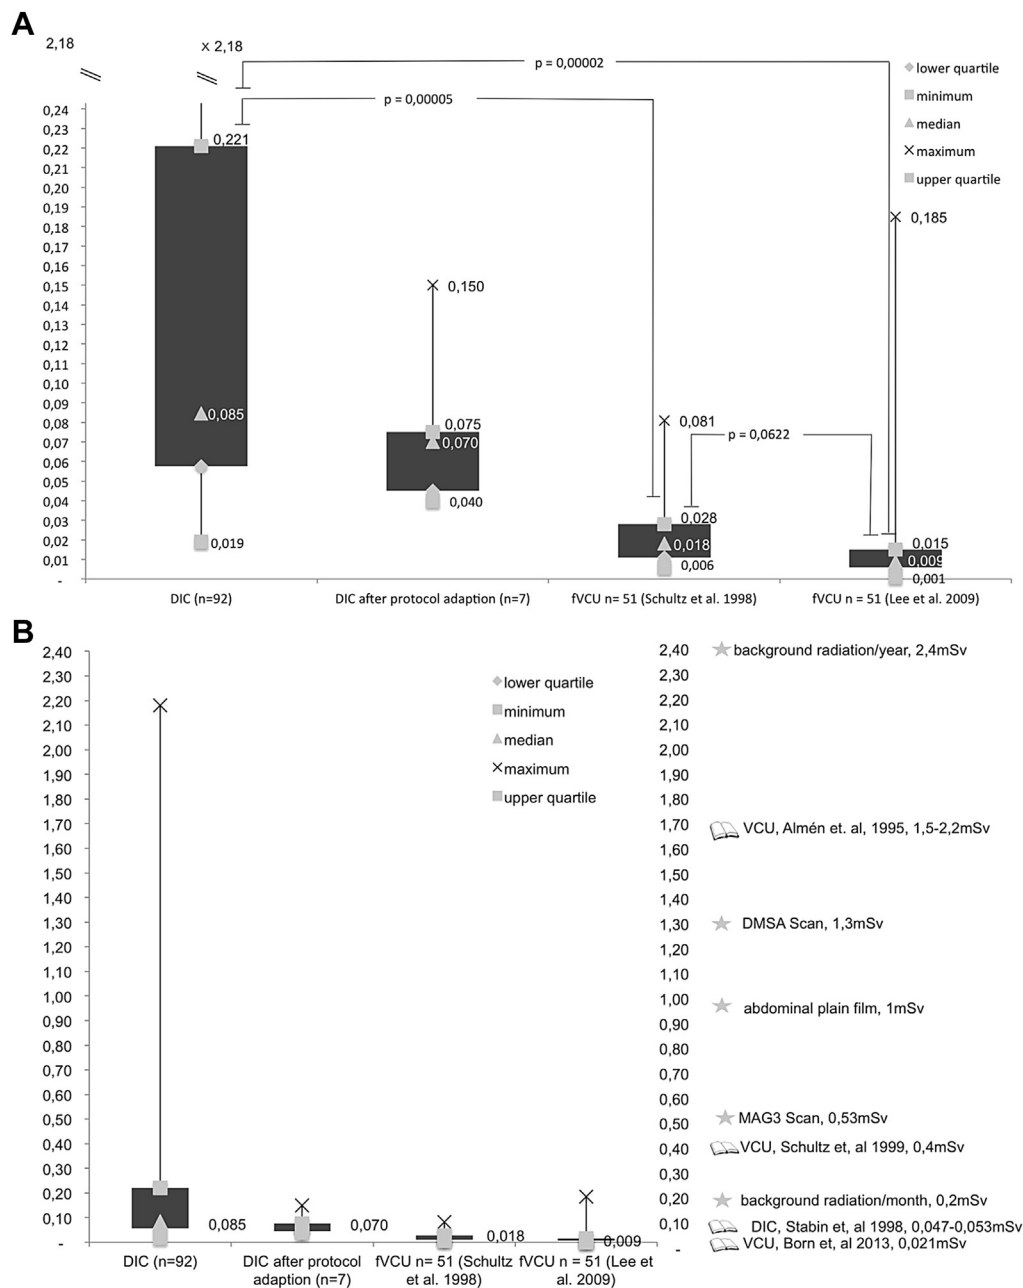 A
2,18
x 2,18
p = 0,00002
p = 0,00005
lower quartile
minimum
median
maximum
upper quartile
0,24
0,23
0,22
0,21
0,20
0,19
0,18
0,17
0,16
0,15
0,14
0,13
0,12
0,11
0,10
0,09
0,08
0,07
0,06
0,05
0,04
0,03
0,02
0,01
-
0,221
0,085
0,019
0,150
0,075
0,070
0,040
0,081
0,028
0,018
0,006
p = 0,0622
0,185
0,015
0,009
0,001
DIC (n=92)
DIC after protocol adaption (n=7)
fVCU n= 51 (Schultz et al. 1998)
fVCU n = 51 (Lee et al. 2009)
B
2,40
2,30
2,20
2,10
2,00
1,90
1,80
1,70
1,60
1,50
1,40
1,30
1,20
1,10
1,00
0,90
0,80
0,70
0,60
0,50
0,40
0,30
0,20
0,10
-
lower quartile
minimum
median
maximum
upper quartile
0,085
0,070
0,018
0,009
DIC (n=92)
DIC after protocol
adaption (n=7)
fVCU n= 51 (Schultz
et al. 1998)
fVCU n = 51 (Lee et
al. 2009)
2,40
2,30
2,20
2,10
2,00
1,90
1,80
1,70
1,60
1,50
1,40
1,30
1,20
1,10
1,00
0,90
0,80
0,70
0,60
0,50
0,40
0,30
0,20
0,10
-
background radiation/year, 2,4mSv
VCU, Almén et. al, 1995, 1,5-2,2mSv
DMSA Scan, 1,3mSv
abdominal plain film, 1mSv
MAG3 Scan, 0,53mSv
VCU, Schultz et, al 1999, 0,4mSv
background radiation/month, 0,2mSv
DIC, Stabin et, al 1998, 0,047-0,053mSv
VCU, Born et, al 2013, 0,021mSv